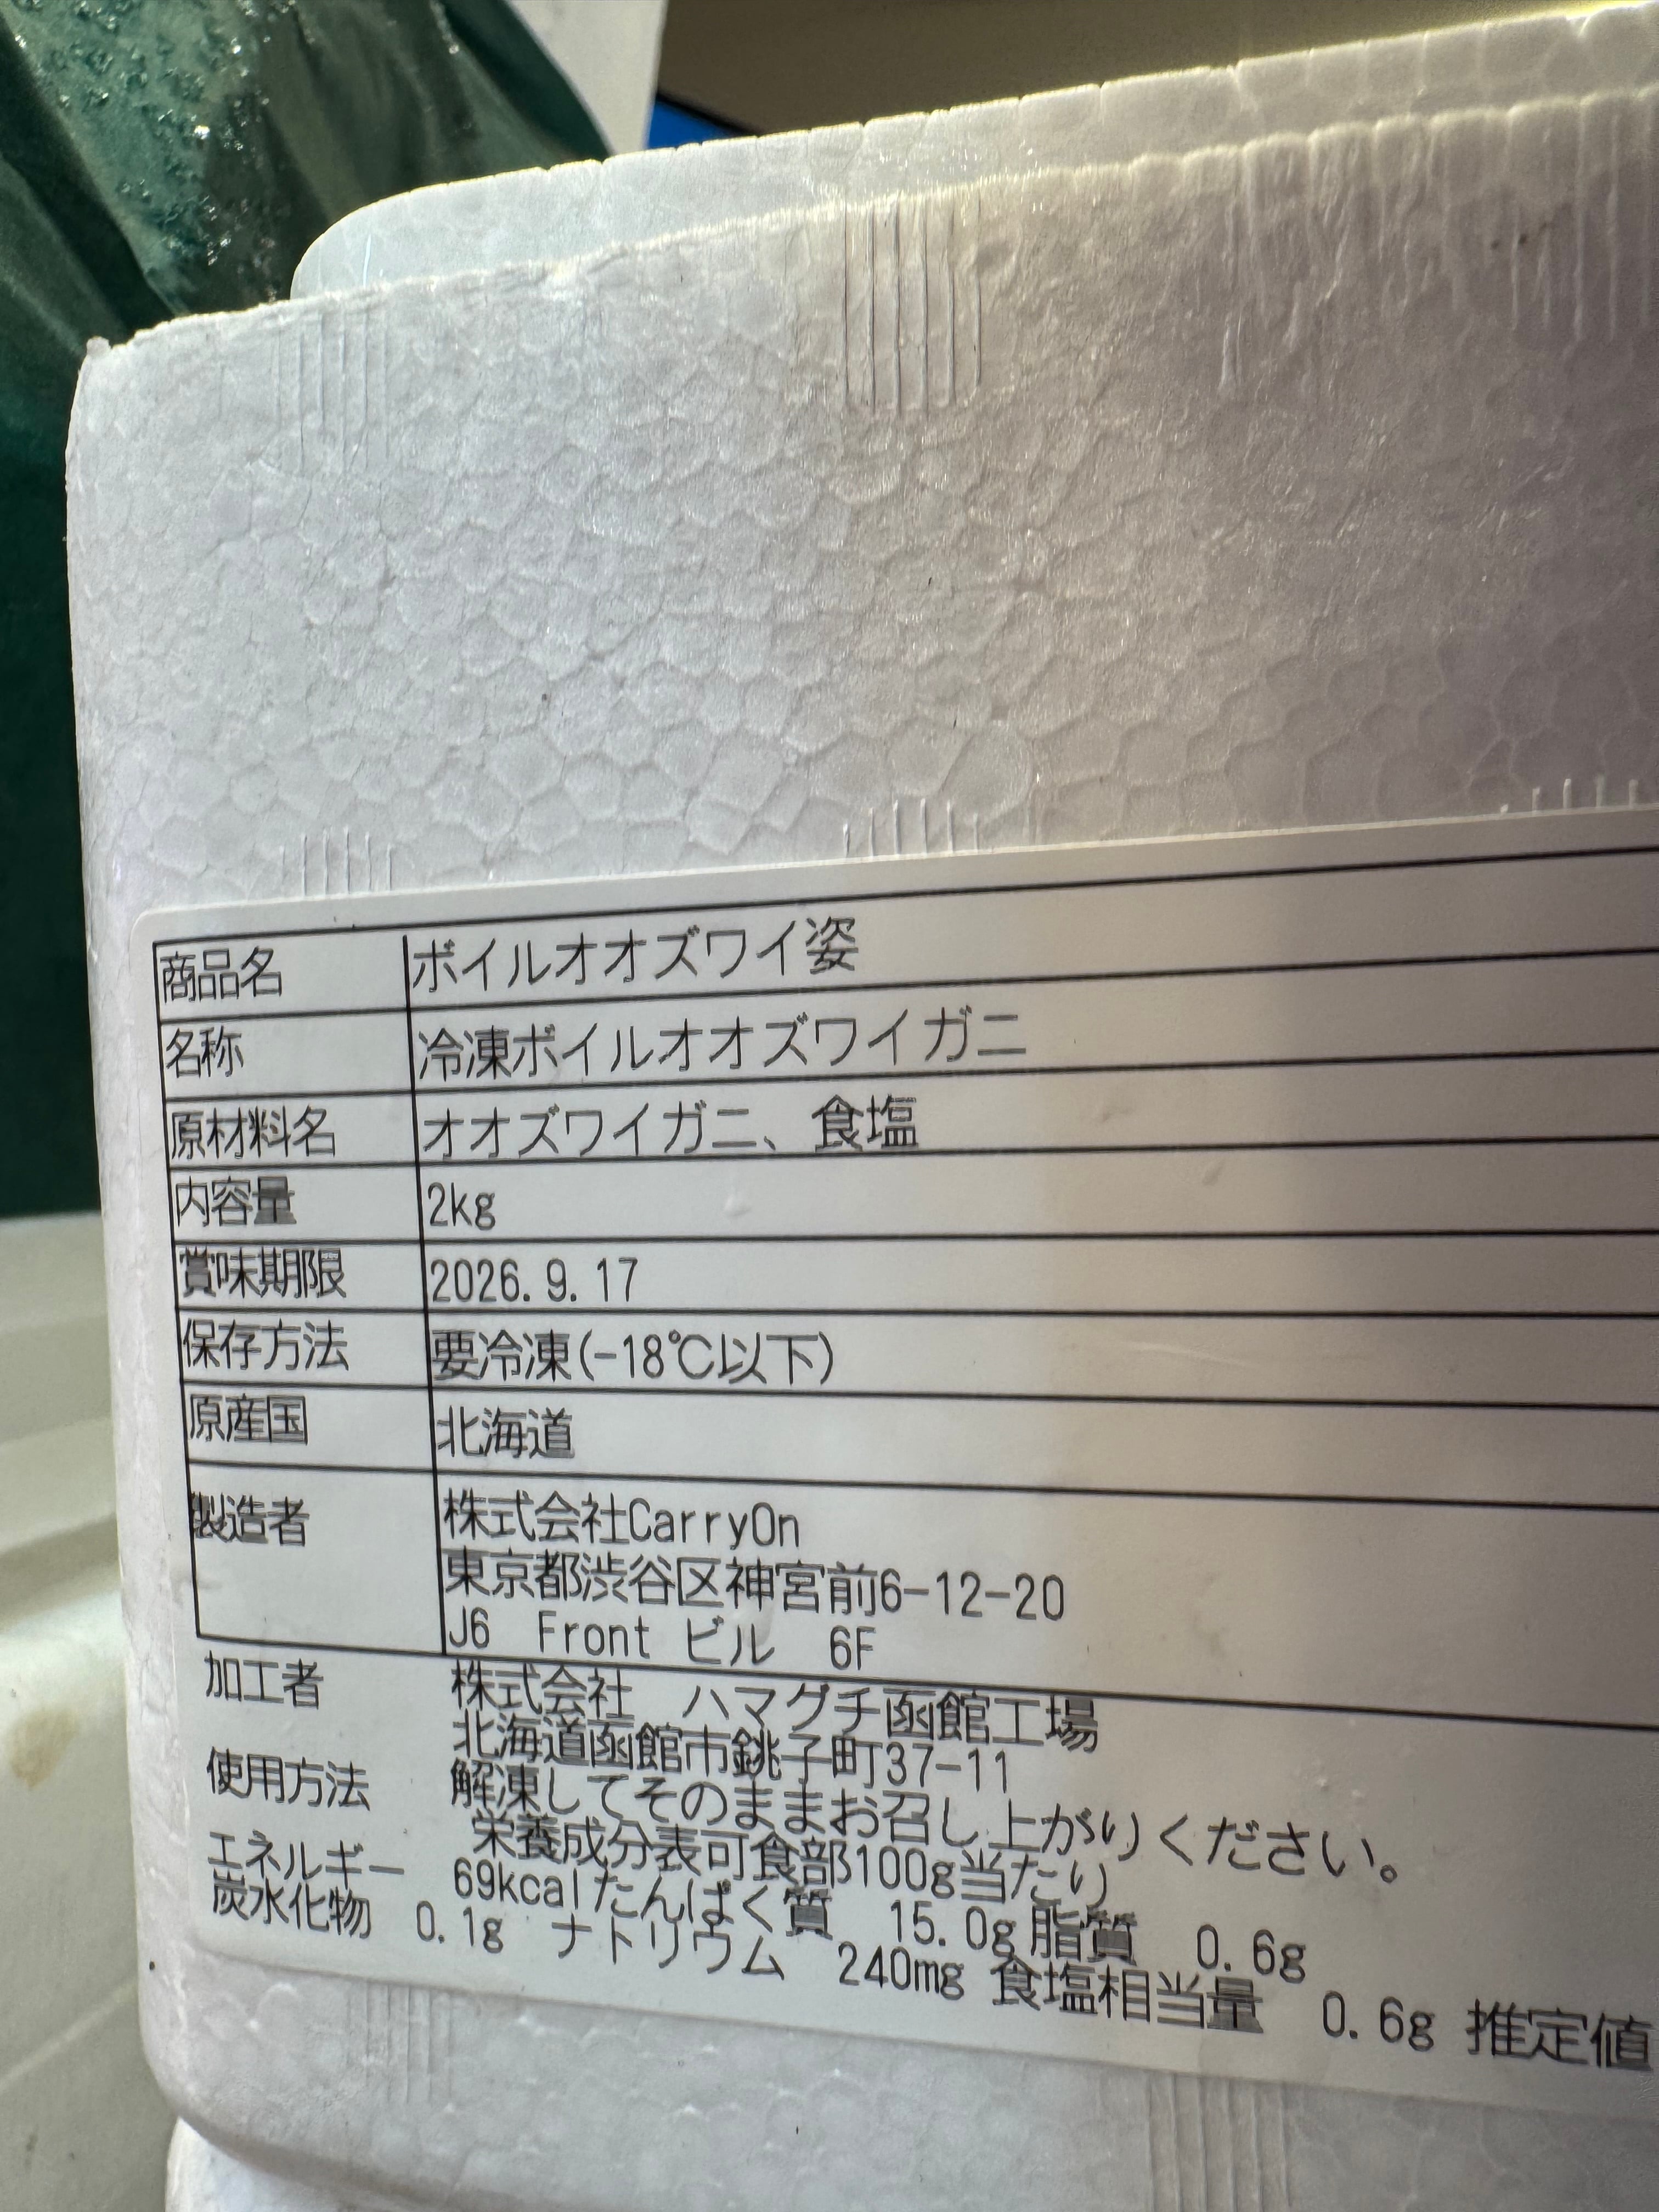 商品名 ボイルオオズワイ姿
名称 冷凍ボイルオオズワイガニ
原材料名 オオズワイガニ、食塩
内容量 2kg
賞味期限 2026.9.17
保存方法 要冷凍(-18℃以下)
原産国 北海道
製造者 株式会社CarryOn
東京都渋谷区神宮前6-12-20
J6 Front ビル 6F
加工者 株式会社 ハマグチ函館工場
北海道函館市銚子町37-11
使用方法 解凍してそのままお召し上がりください。
栄養成分表可食部100g当たり
エネルギー 69kcalたんぱく質 15.0g脂質 0.6g
炭水化物 0.1g ナトリウム 240mg 食塩相当量 0.6g 推定値